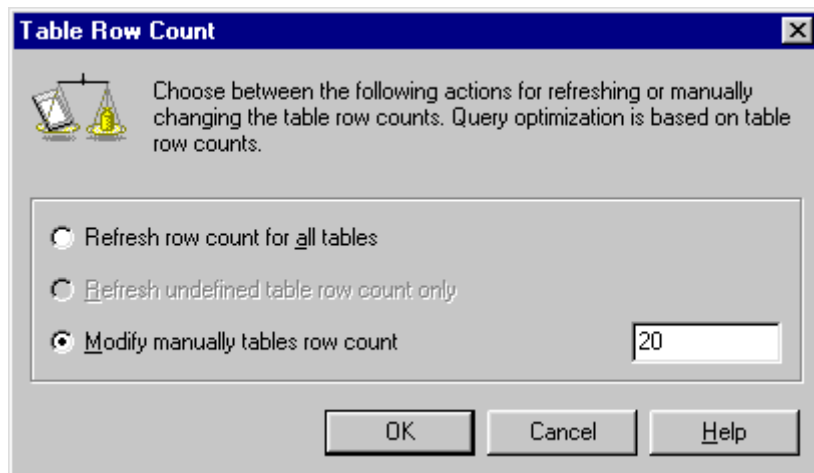 Table Row Count
Choose between the following actions for refreshing or manually
changing the table row counts. Query optimization is based on table
row counts.
Refresh row count for all tables
Refresh undefined table row count only
Modify manually tables row count
20
OK
Cancel
Help